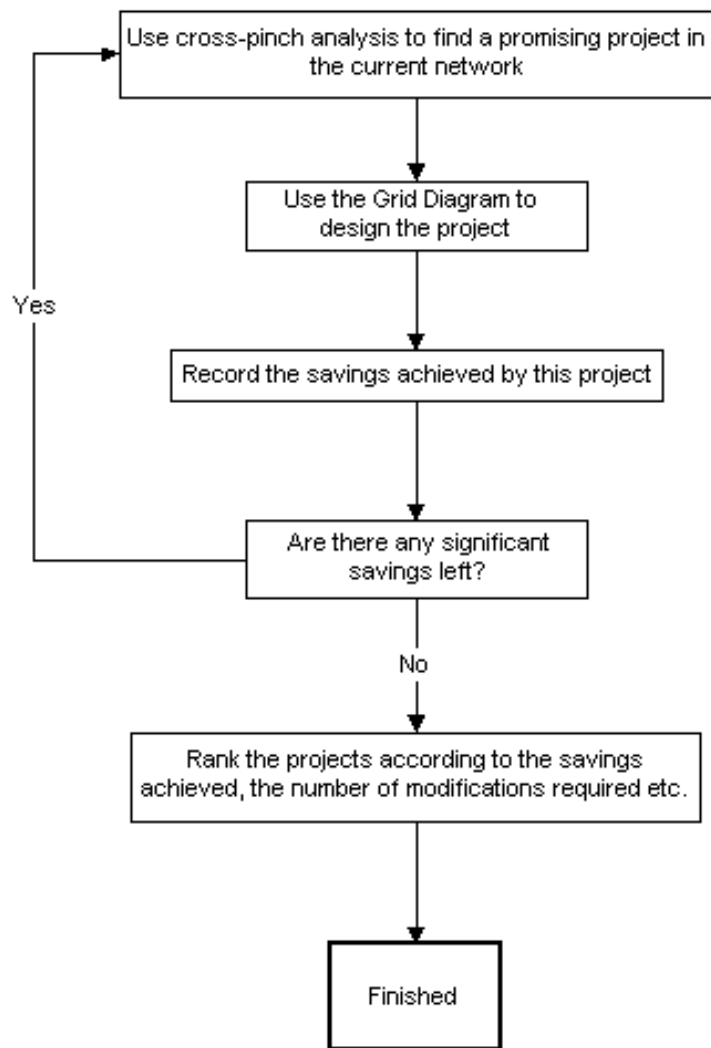 Use cross-pinch analysis to find a promising project in
the current network
Use the Grid Diagram to
design the project
Yes
Record the savings achieved by this project
Are there any significant
savings left?
No
Rank the projects according to the savings
achieved, the number of modifications required etc.
Finished